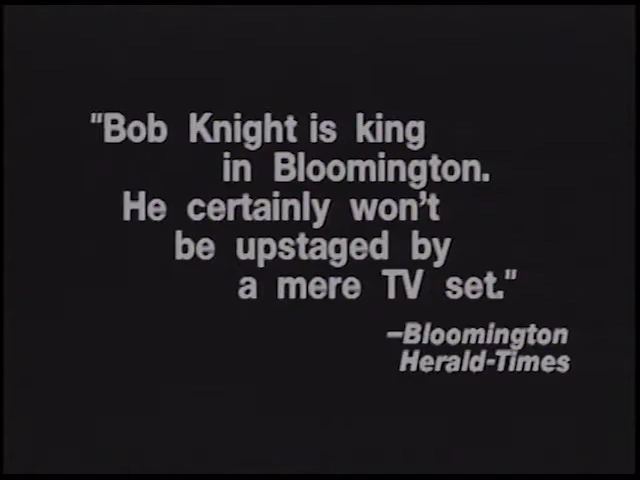 "Bob Knight is king
in Bloomington.
He certainly won't
be upstaged by
a mere TV set."
–Bloomington
Herald-Times